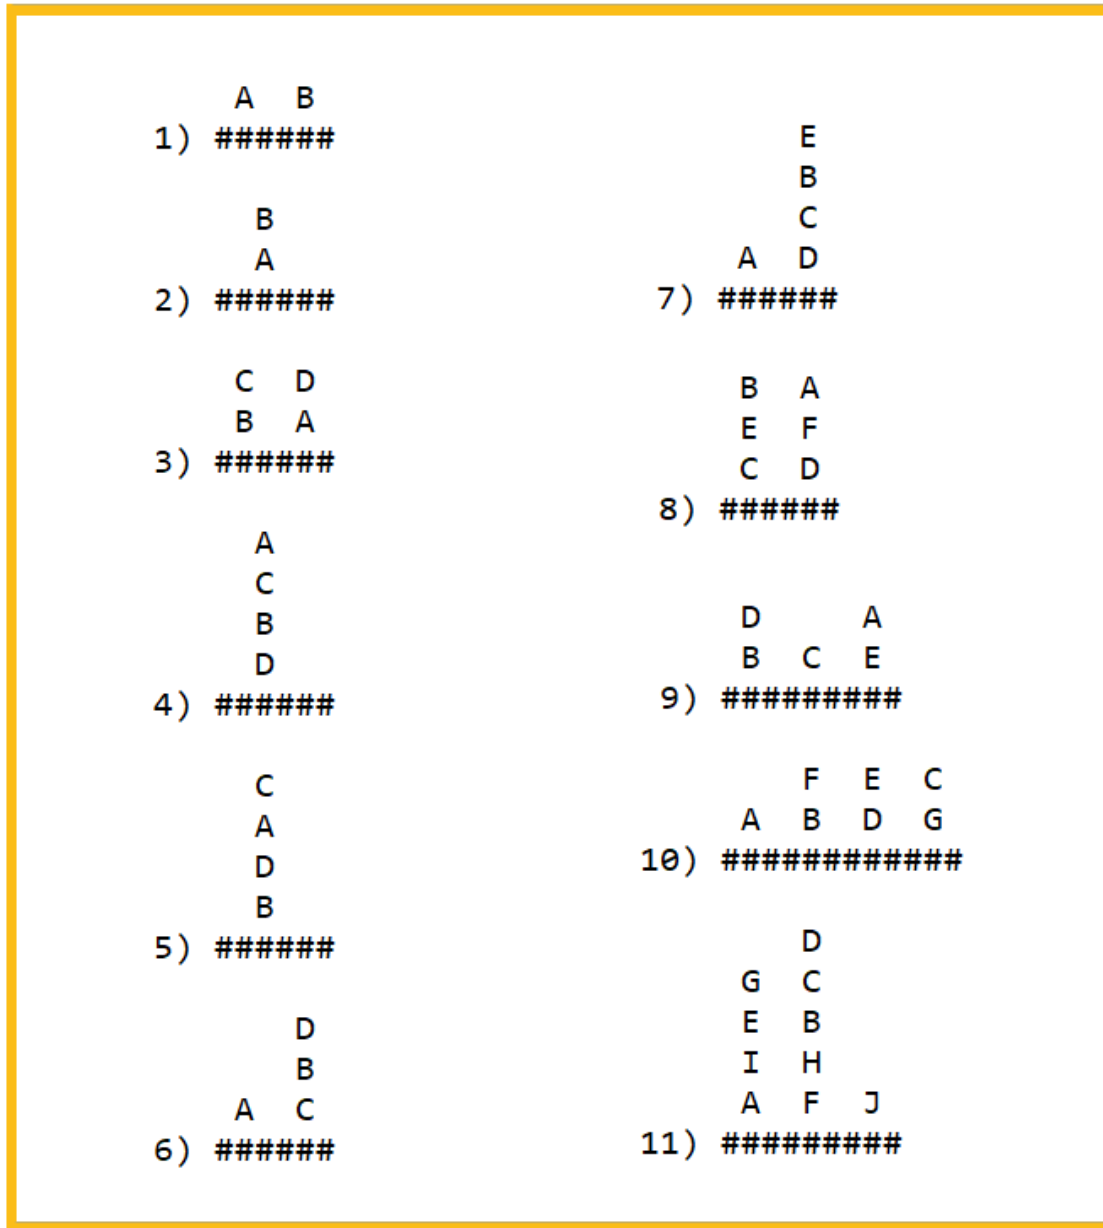 A  B
1) ######
     B
     A
2) ######
    C  D
    B  A
3) ######
     A
     C
     B
     D
4) ######
     C
     A
     D
     B
5) ######
       D
       B
    A  C
6) ######
       E
       B
       C
    A  D
7) ######
    B  A
    E  F
    C  D
8) ######
    D     A
    B  C  E
9) #########
        F  E  C
     A  B  D  G
10) ############
        D
     G  C
     E  B
     I  H
     A  F  J
11) #########